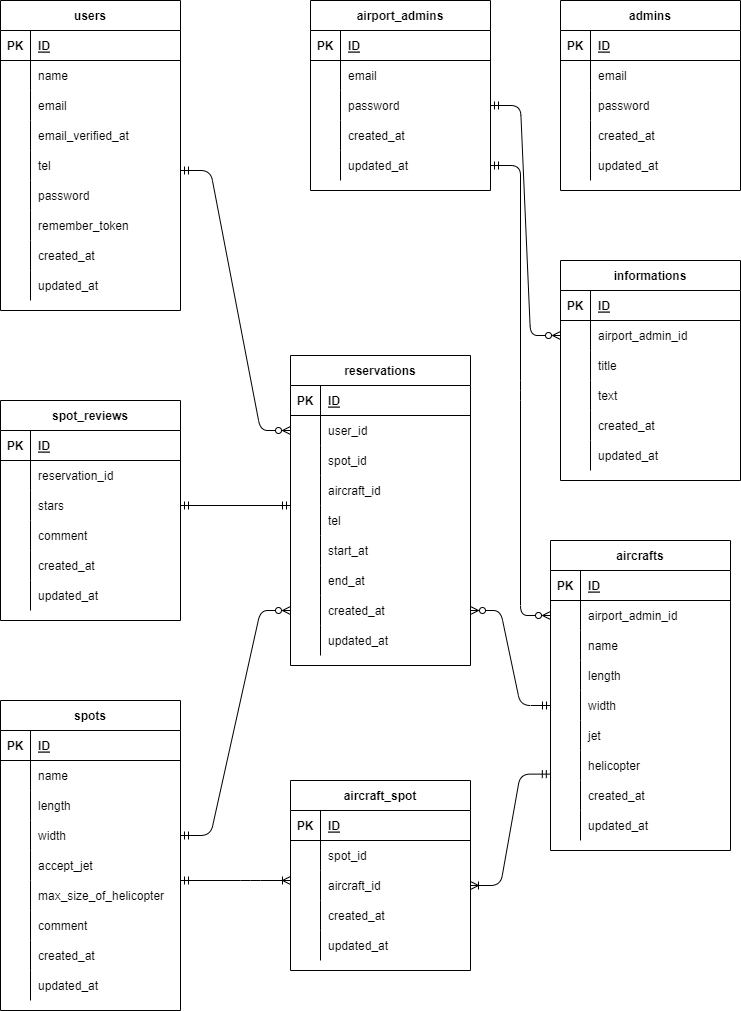 users
PK ID
name
email
email_verified_at
tel
password
remember_token
created_at
updated_at
airport_admins
PK ID
email
password
created_at
updated_at
admins
PK ID
email
password
created_at
updated_at
informations
PK ID
airport_admin_id
title
text
created_at
updated_at
reservations
PK ID
user_id
spot_id
aircraft_id
tel
start_at
end_at
created_at
updated_at
spot_reviews
PK ID
reservation_id
stars
comment
created_at
updated_at
aircrafts
PK ID
airport_admin_id
name
length
width
jet
helicopter
created_at
updated_at
spots
PK ID
name
length
width
accept_jet
max_size_of_helicopter
comment
created_at
updated_at
aircraft_spot
PK ID
spot_id
aircraft_id
created_at
updated_at